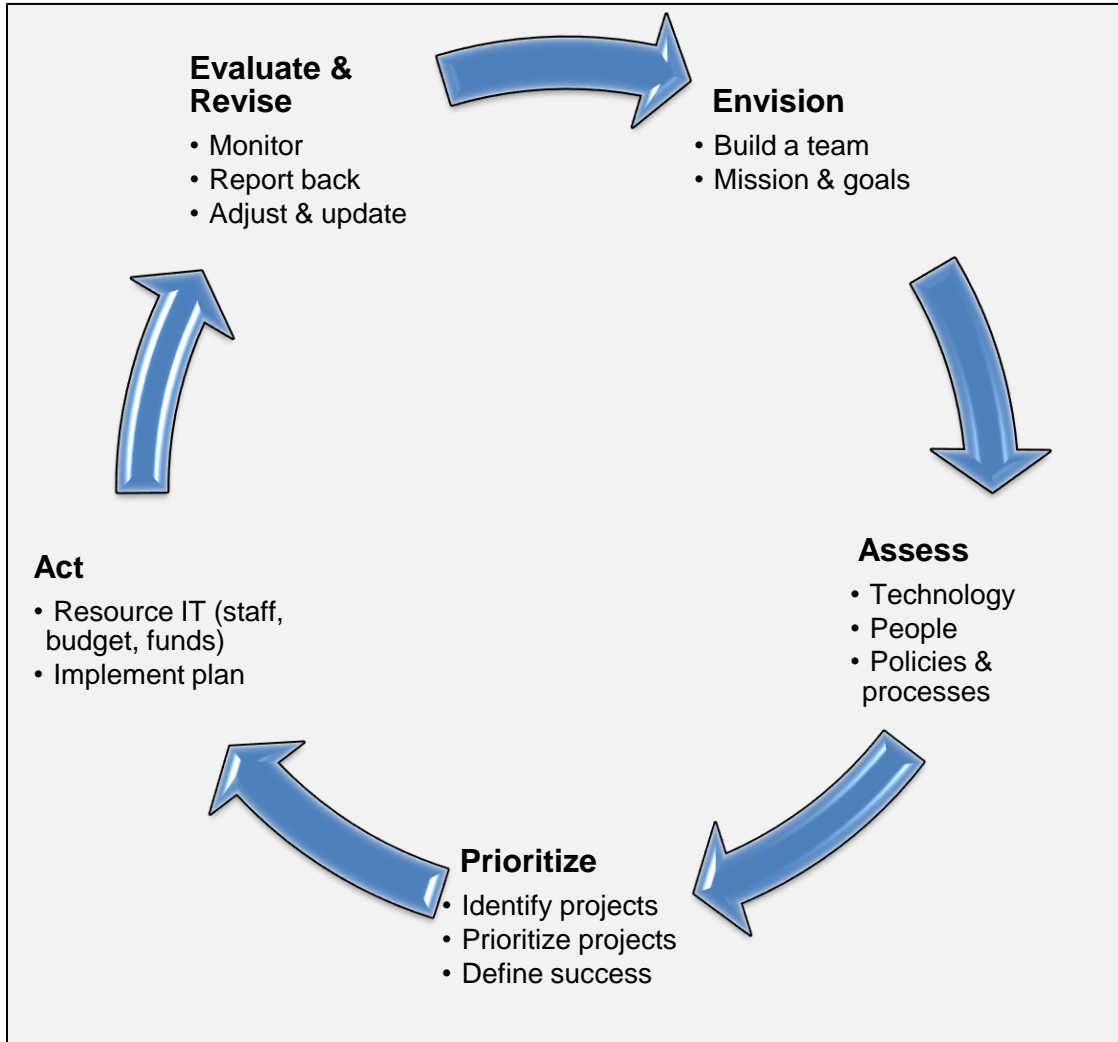 Evaluate &
Revise
• Monitor
• Report back
• Adjust & update
Envision
• Build a team
• Mission & goals
Assess
• Technology
• People
• Policies &
processes
Prioritize
• Identify projects
• Prioritize projects
• Define success
Act
• Resource IT (staff,
budget, funds)
• Implement plan